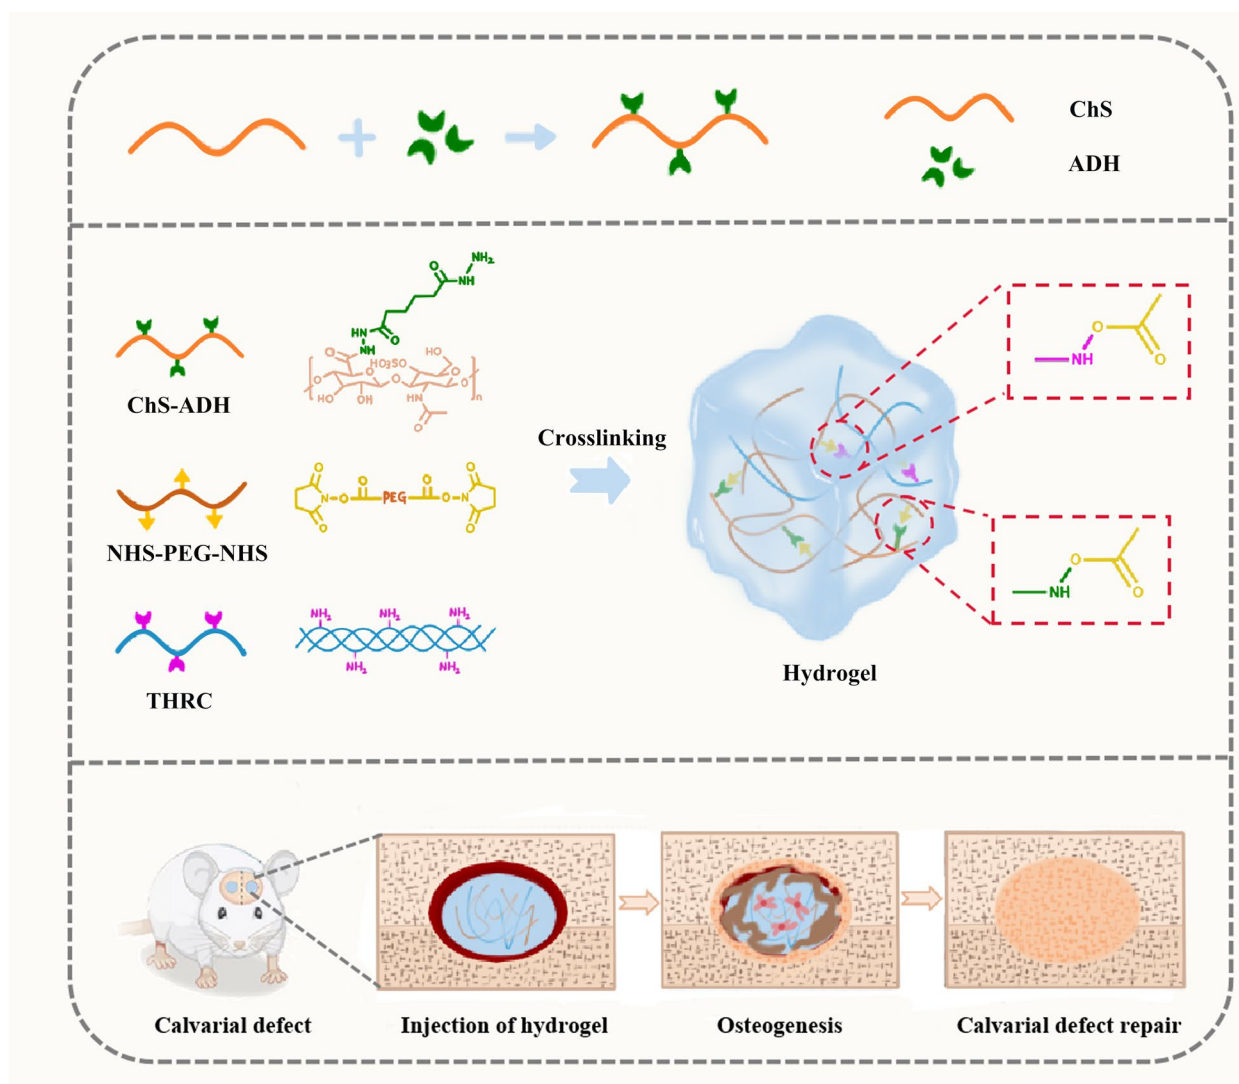 ChS
ADH
NH₂
O
NH
HN
O
NH
O
HO₃S
O
HO
O
O
O
O
HO
OH
HN
O
n
ChS-ADH
O
N
O
O
O
PEG
O
O
N
O
O
NHS-PEG-NHS
NH₂
NH₂
NH₂
NH₂
NH₂
THRC
Crosslinking
Hydrogel
O
NH
O
O
NH
O
Calvarial defect
Injection of hydrogel
Osteogenesis
Calvarial defect repair